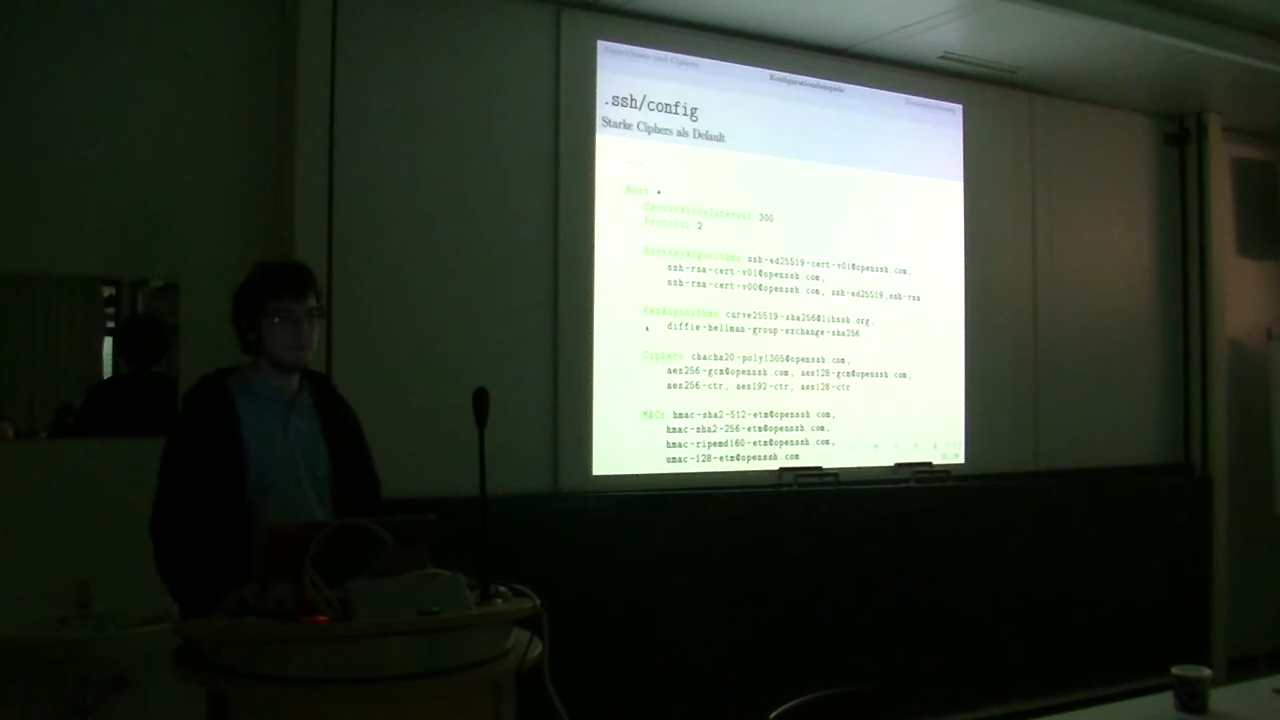 Algorithmen und Ciphers
Konfigurationsbeispiele
.ssh/config
Starke Ciphers als Default
...
Host *
ServerAliveInterval 300
Protocol 2
HostKeyAlgorithms ssh-ed25519-cert-v01@openssh.com,
ssh-rsa-cert-v01@openssh.com,
ssh-rsa-cert-v00@openssh.com, ssh-ed25519,ssh-rsa
KexAlgorithms curve25519-sha256@libssh.org,
diffie-hellman-group-exchange-sha256
Ciphers chacha20-poly1305@openssh.com,
aes256-gcm@openssh.com, aes128-gcm@openssh.com,
aes256-ctr, aes192-ctr, aes128-ctr
MACs hmac-sha2-512-etm@openssh.com,
hmac-sha2-256-etm@openssh.com,
hmac-ripemd160-etm@openssh.com,
umac-128-etm@openssh.com